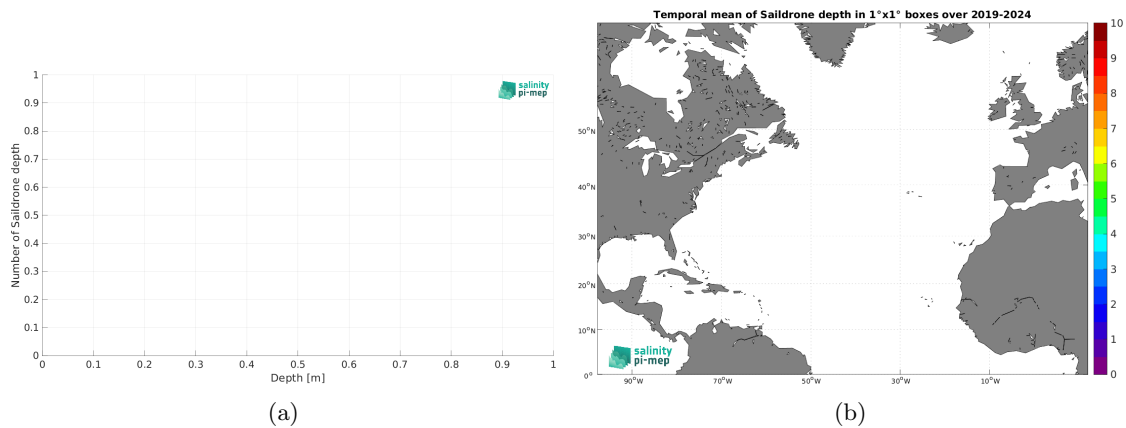 Temporal mean of Saildrone depth in 1°x1° boxes over 2019-2024
Number of Saildrone depth
1
0.9
0.8
0.7
0.6
0.5
0.4
0.3
0.2
0.1
0
0 0.1 0.2 0.3 0.4 0.5 0.6 0.7 0.8 0.9 1
Depth [m]
salinity
pi-mep
(a)
50°N
40°N
30°N
20°N
10°N
0°
90°W 70°W 50°W 30°W 10°W
salinity
pi-mep
10
9
8
7
6
5
4
3
2
1
0
(b)